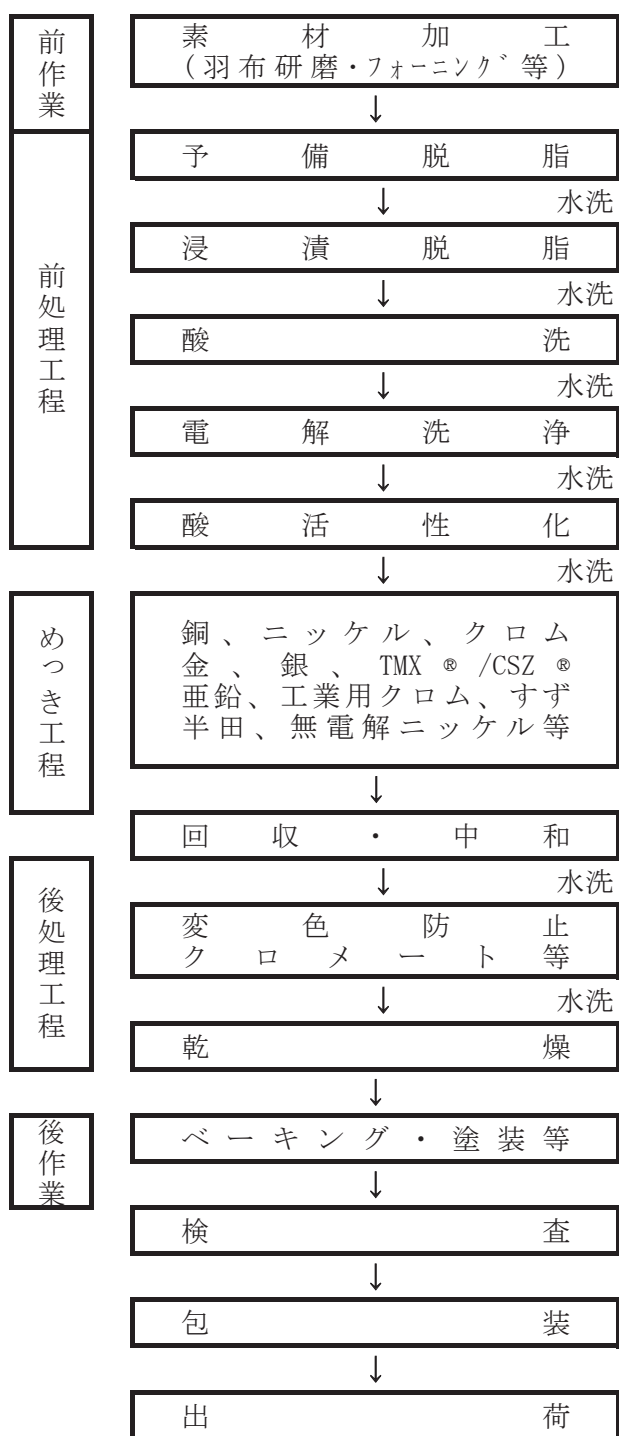 前作業
素材加工
(羽布研磨・ﾌｫｰﾆﾝｸﾞ等)
↓
前処理工程
予備脱脂
↓ 水洗
浸漬脱脂
↓ 水洗
酸洗
↓ 水洗
電解洗浄
↓ 水洗
酸活性化
↓ 水洗
めっき工程
銅、ニッケル、クロム
金、銀、TMX®/CSZ®
亜鉛、工業用クロム、すず
半田、無電解ニッケル等
↓
回収・中和
↓ 水洗
後処理工程
変色防止
クロメート等
↓ 水洗
乾燥
↓
後作業
ベーキング・塗装等
↓
検査
↓
包装
↓
出荷